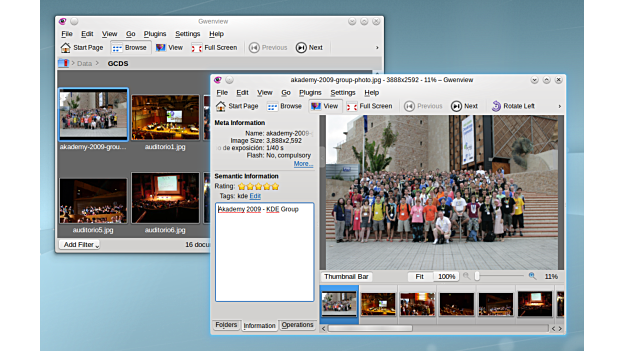 Gwenview
File Edit View Go Plugins Settings Help
Start Page Browse View Full Screen Previous Next
Data GCDS
akademy-2009-grou... auditorio1.jpg
auditorio5.jpg auditorio6.jpg
Add Filter 16 docu
akademy-2009-group-photo.jpg - 3888x2592 - 11% – Gwenview
File Edit View Go Plugins Settings Help
Start Page Browse View Full Screen Previous Next Rotate Left
Meta Information
Name: akademy-2009-
Image Size: 3,888x2,592
de exposición: 1/40 s
Flash: No, compulsory
More...
Semantic Information
Rating:
Tags: kde Edit
Akademy 2009 - KDE Group
Thumbnail Bar Fit 100% 11%
Folders Information Operations